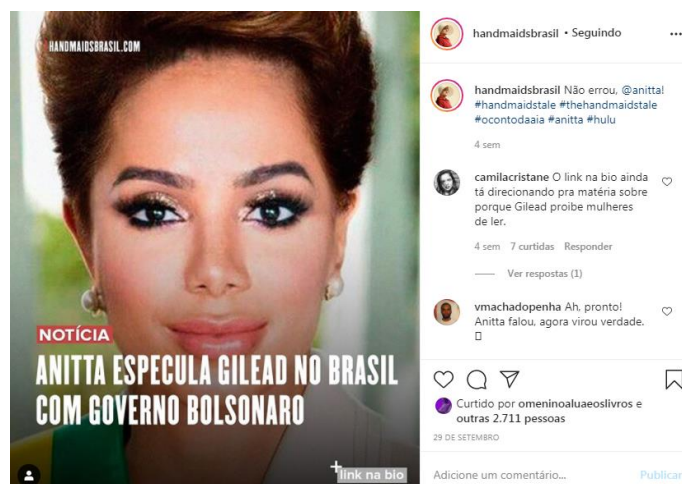 HANDMAIDSBRASIL.COM
NOTÍCIA
ANITTA ESPECULA GILEAD NO BRASIL
COM GOVERNO BOLSONARO
link na bio
handmaidsbrasil • Seguindo
handmaidsbrasil Não errou, @anitta!
#handmaidstale #thehandmaidstale
#ocontodaaia #anitta #hulu
4 sem
camilacristane O link na bio ainda
tá direcionando pra matéria sobre
porque Gilead proibe mulheres
de ler.
4 sem 7 curtidas Responder
Ver respostas (1)
vmachadopenha Ah, pronto!
Anitta falou, agora virou verdade.
Curtido por omeninoaluaeoslivros e
outras 2.711 pessoas
29 DE SETEMBRO
Adicione um comentário...
Publicar